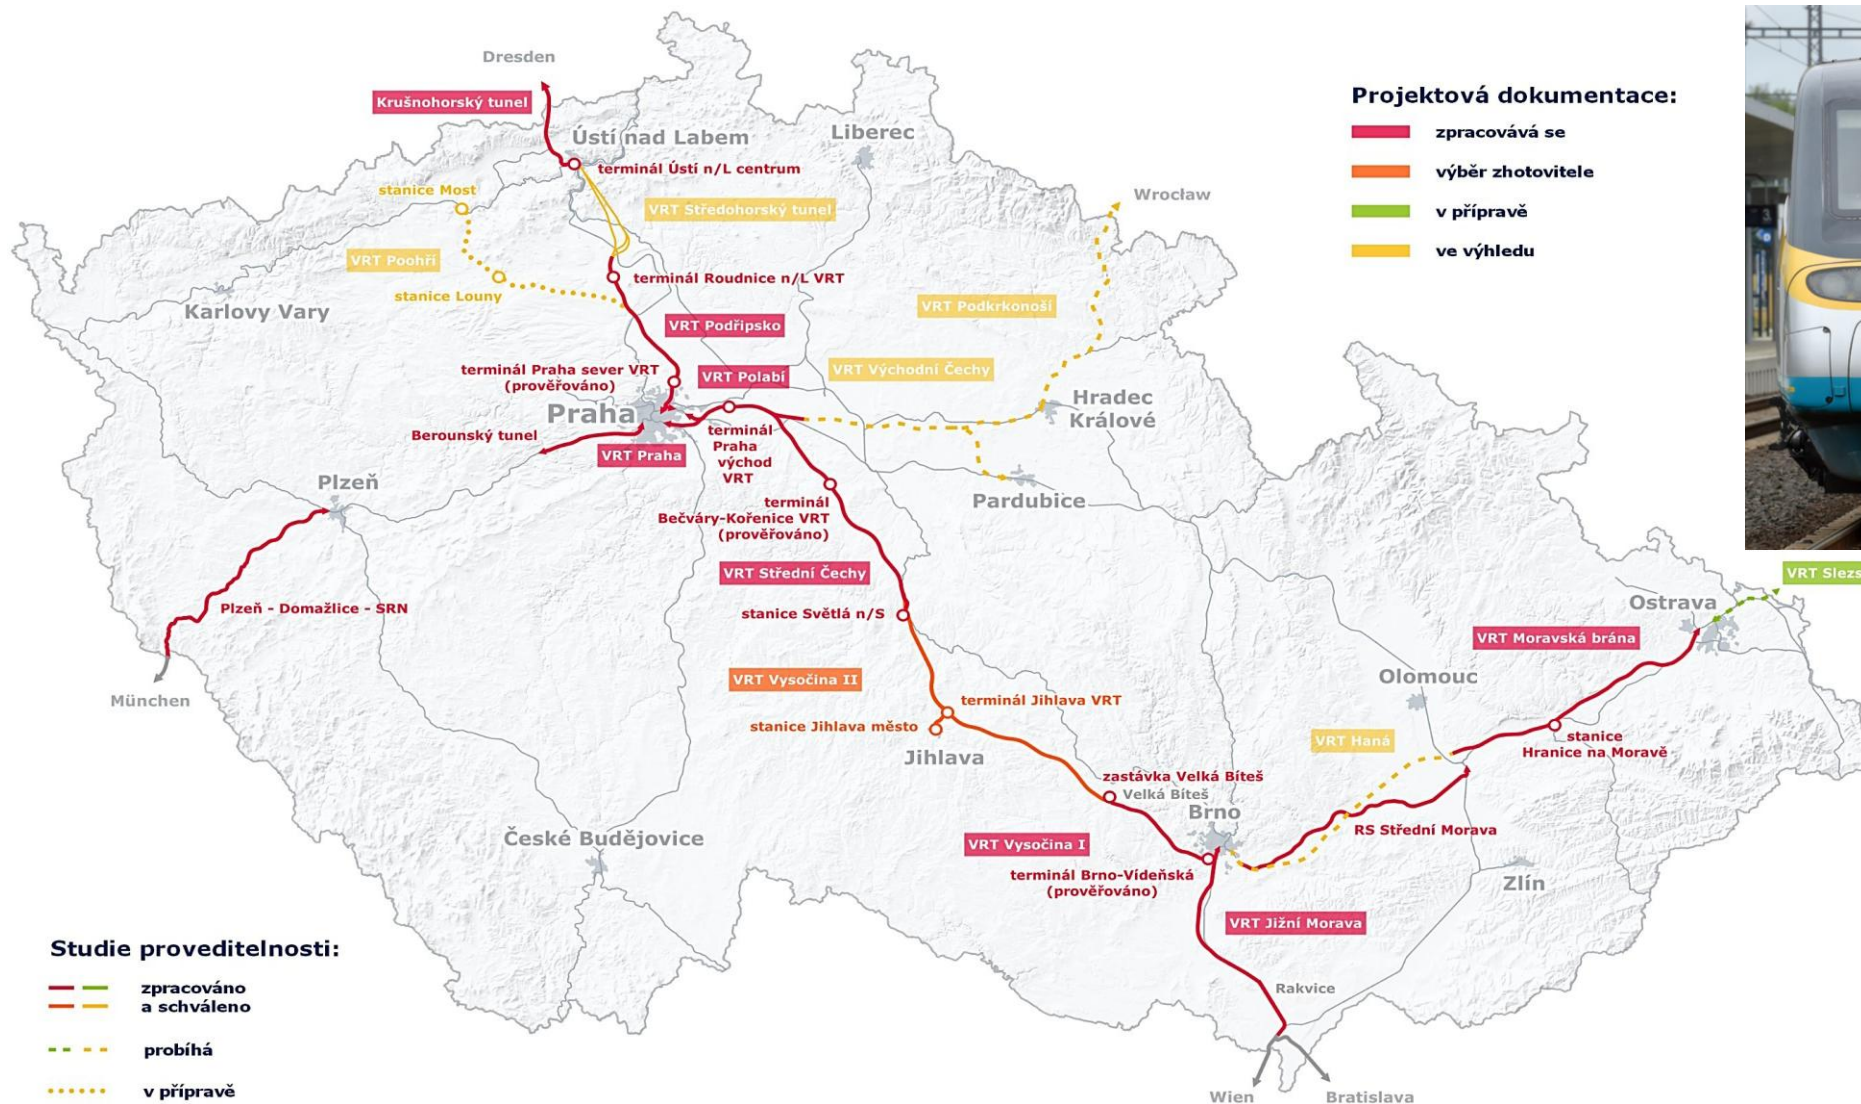 Dresden
Krušnohorský tunel
Ústí nad Labem
Liberec
terminál Ústí n/L centrum
stanice Most
VRT Středohorský tunel
Wrocław
VRT Poohří
stanice Louny
terminál Roudnice n/L VRT
Karlovy Vary
VRT Podkrkonoší
VRT Podřipsko
terminál Praha sever VRT
(prověřováno)
VRT Polabí
VRT Východní Čechy
Praha
Hradec
Králové
Berounský tunel
VRT Praha
terminál
Praha
východ
VRT
Plzeň
Pardubice
terminál
Bečváry-Kořenice VRT
(prověřováno)
VRT Střední Čechy
Plzeň - Domažlice - SRN
stanice Světlá n/S
München
VRT Vysočina II
terminál Jihlava VRT
stanice Jihlava město
Jihlava
zastávka Velká Bíteš
Velká Bíteš
Brno
České Budějovice
VRT Vysočina I
terminál Brno-Vídeňská
(prověřováno)
VRT Jižní Morava
Rakvice
Wien
Bratislava
VRT Haná
RS Střední Morava
Zlín
Olomouc
stanice
Hranice na Moravě
VRT Moravská brána
Ostrava
VRT Slezs
Projektová dokumentace:
zpracovává se
výběr zhotovitele
v přípravě
ve výhledu
3
Studie proveditelnosti:
zpracováno
a schváleno
probíhá
v přípravě